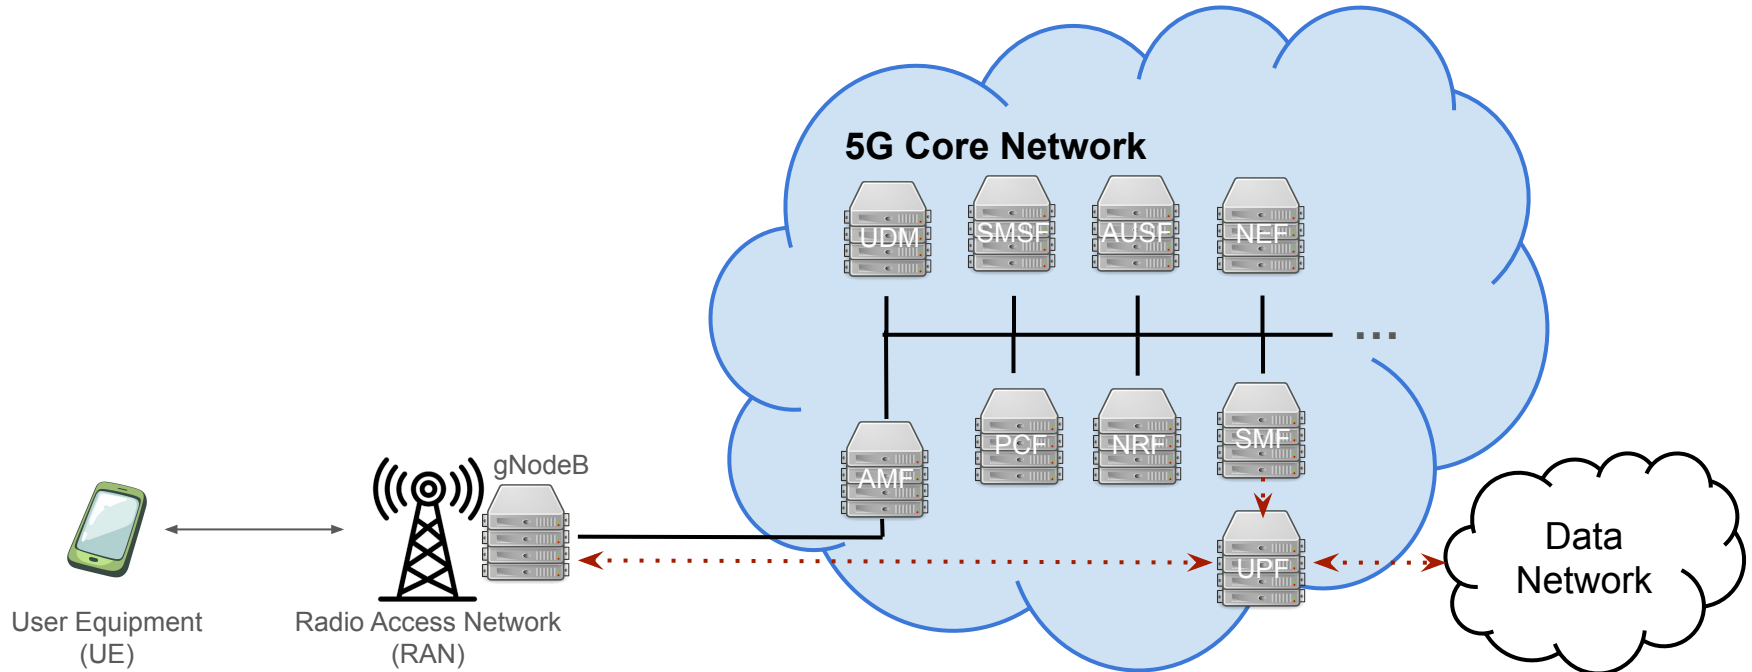 5G Core Network
UDM
SMSF
AUSF
NEF
...
PCF
NRF
SMF
AMF
gNodeB
UPF
Data
Network
User Equipment
(UE)
Radio Access Network
(RAN)